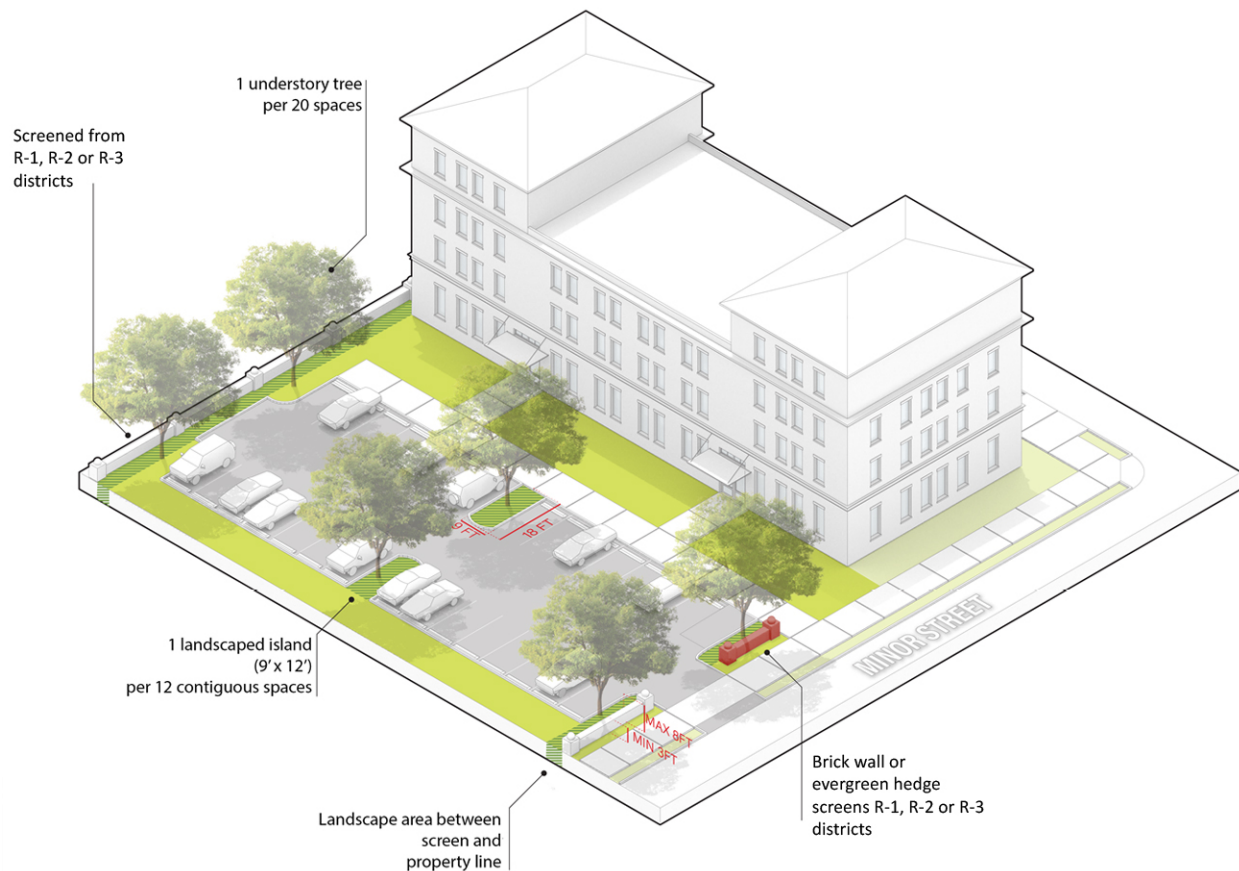 1 understory tree
per 20 spaces
Screened from
R-1, R-2 or R-3
districts
9 FT
18 FT
1 landscaped island
(9' x 12')
per 12 contiguous spaces
MINOR STREET
MAX 8FT
MIN 3FT
Brick wall or
evergreen hedge
screens R-1, R-2 or R-3
districts
Landscape area between
screen and
property line